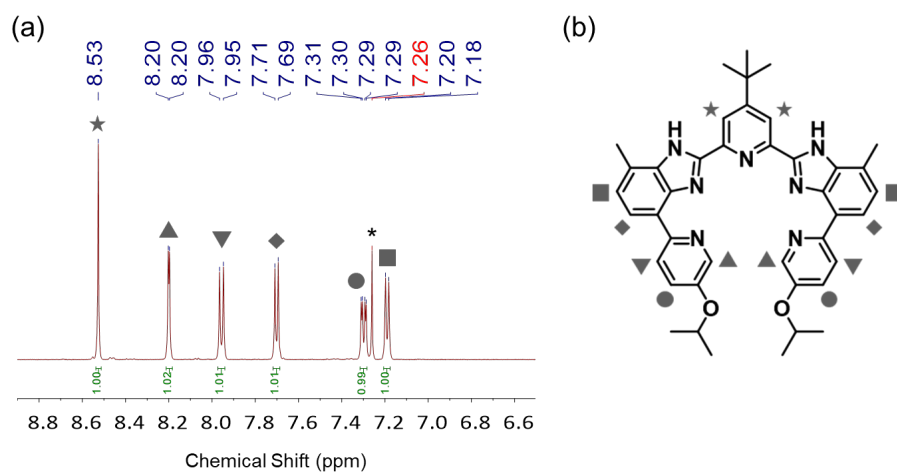 (a)
(b)
8.53
8.20
8.20
7.96
7.95
7.71
7.69
7.31
7.30
7.29
7.29
7.26
7.20
7.18
*
1.00
1.02
1.01
1.01
0.99
1.00
8.8 8.6 8.4 8.2 8.0 7.8 7.6 7.4 7.2 7.0 6.8 6.6
Chemical Shift (ppm)
H
N
N
N
H
N
N
N
N
O
O